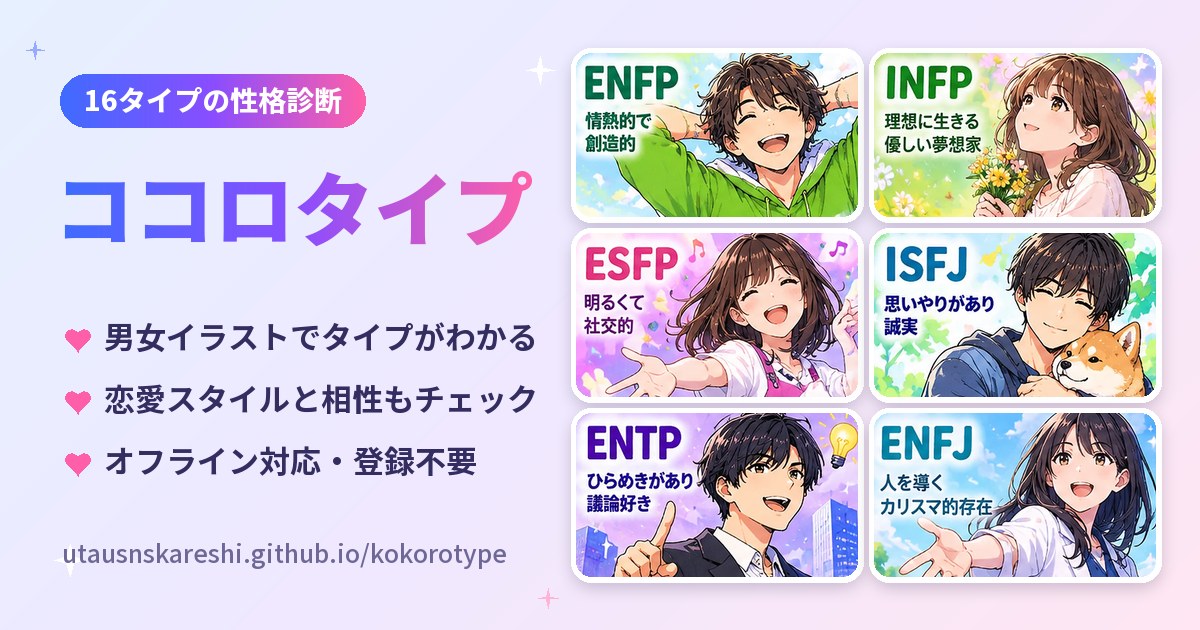 16タイプの性格診断
ココロタイプ
男女イラストでタイプがわかる
恋愛スタイルと相性もチェック
オフライン対応・登録不要
utausnskareshi.github.io/kokorotype
ENFP
情熱的で
創造的
INFP
理想に生きる
優しい夢想家
ESFP
明るくて
社交的
ISFJ
思いやりがあり
誠実
ENTP
ひらめきがあり
議論好き
ENFJ
人を導く
カリスマ的存在